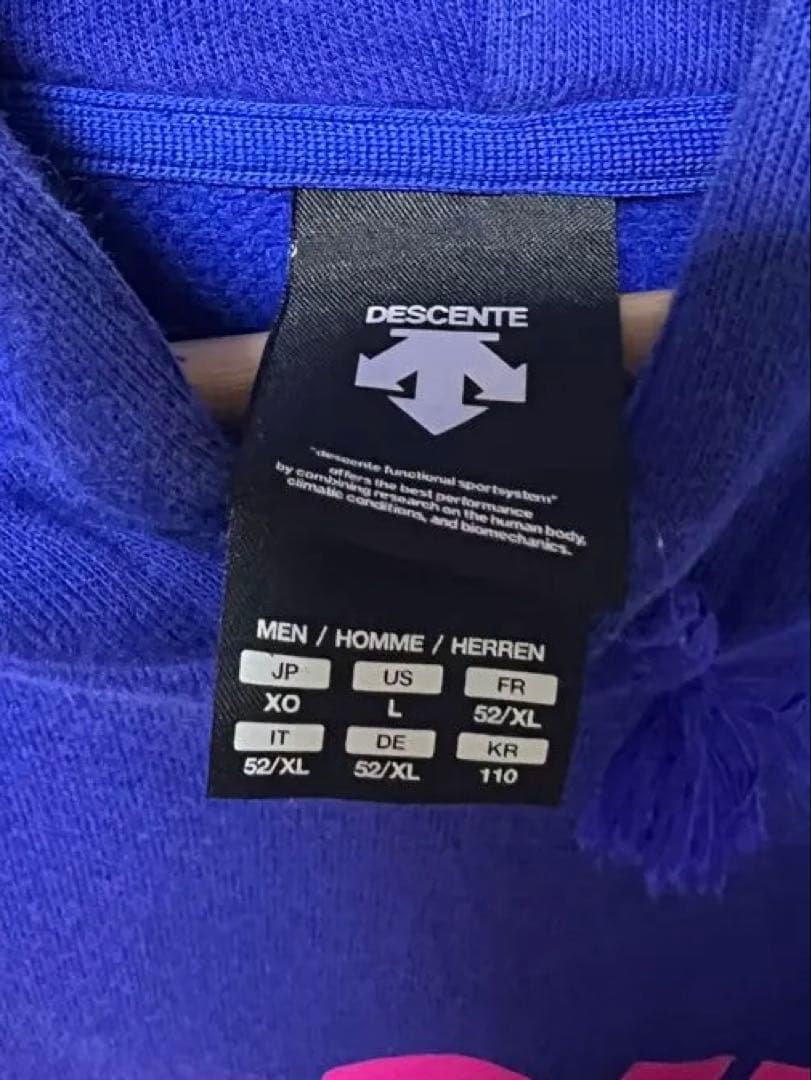 DESCENTE
"descente functional sportsystem"
offers the best performance
by combining research on the human body,
climatic conditions, and biomechanics.
MEN / HOMME / HERREN
JP US FR
XO L 52/XL
IT DE KR
52/XL 52/XL 110